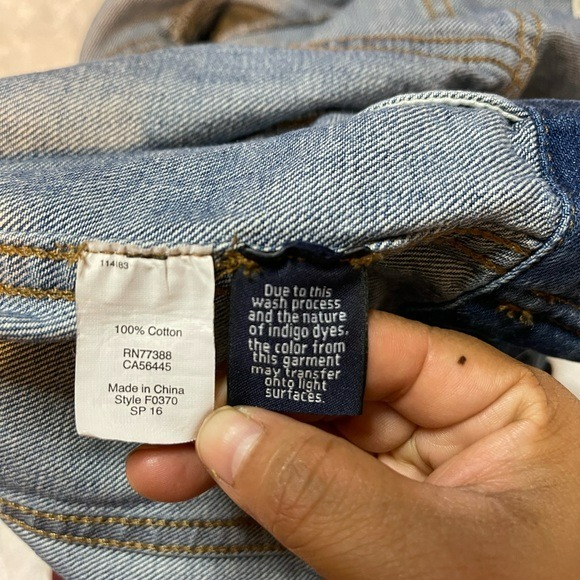 114183
100% Cotton
RN77388
CA56445
Made in China
Style F0370
SP 16
Due to this
wash process
and the nature
of indigo dyes,
the color from
this garment
may transfer
onto light
surfaces.